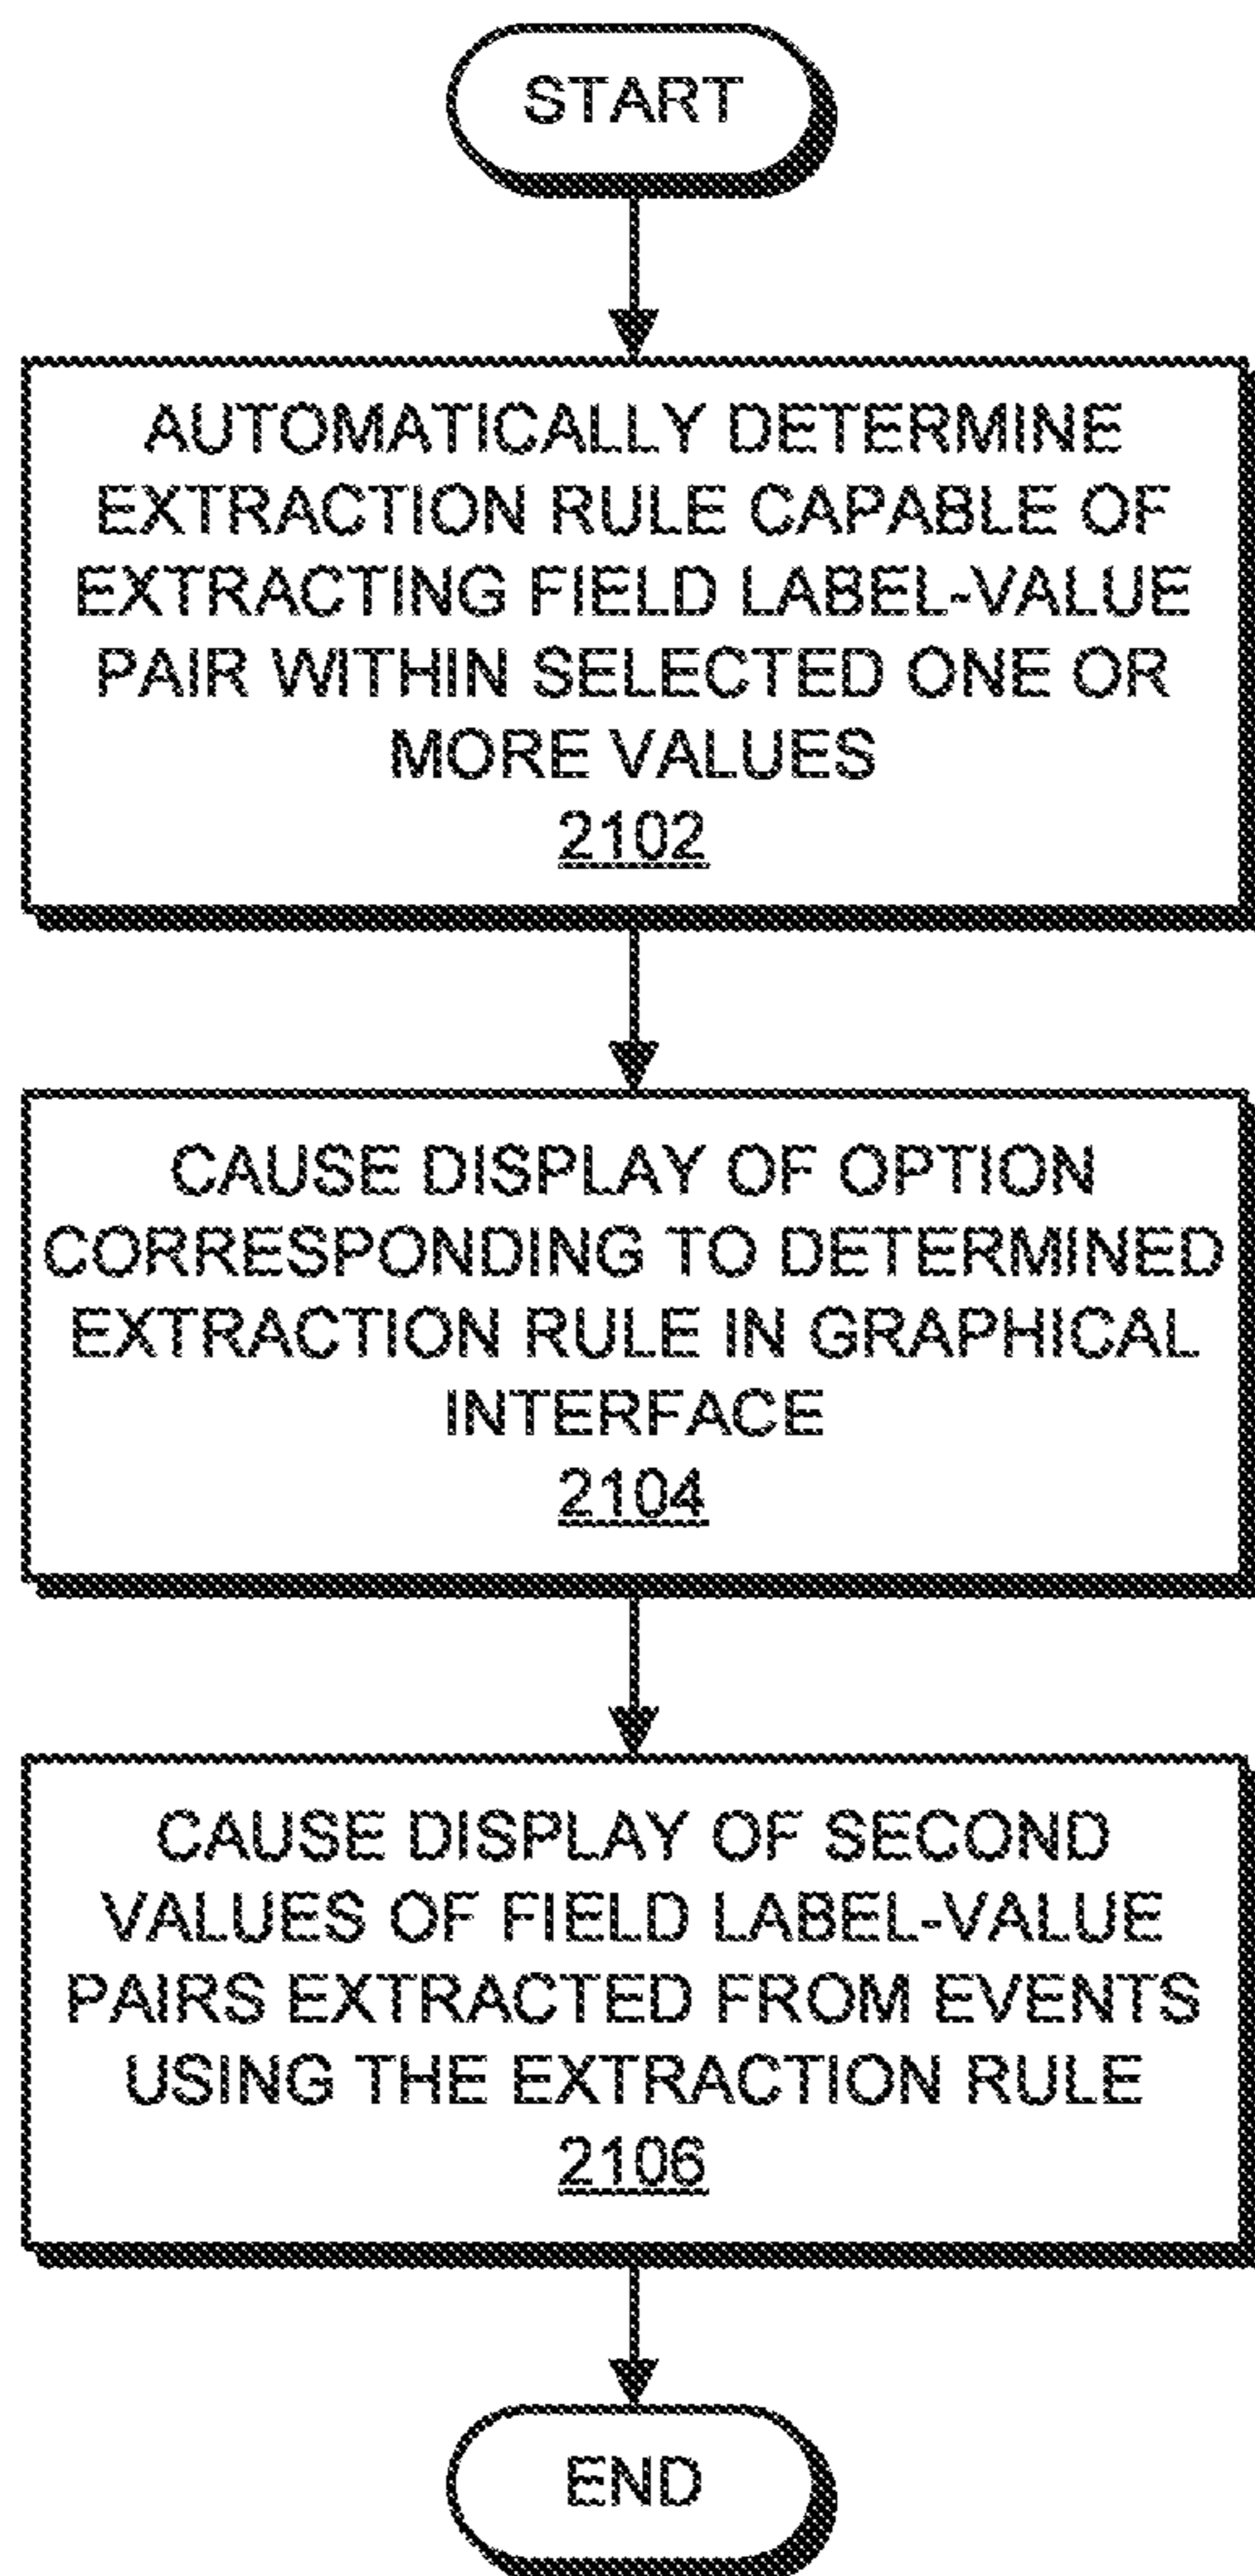 START
AUTOMATICALLY DETERMINE
EXTRACTION RULE CAPABLE OF
EXTRACTING FIELD LABEL-VALUE
PAIR WITHIN SELECTED ONE OR
MORE VALUES
2102
CAUSE DISPLAY OF OPTION
CORRESPONDING TO DETERMINED
EXTRACTION RULE IN GRAPHICAL
INTERFACE
2104
CAUSE DISPLAY OF SECOND
VALUES OF FIELD LABEL-VALUE
PAIRS EXTRACTED FROM EVENTS
USING THE EXTRACTION RULE
2106
END